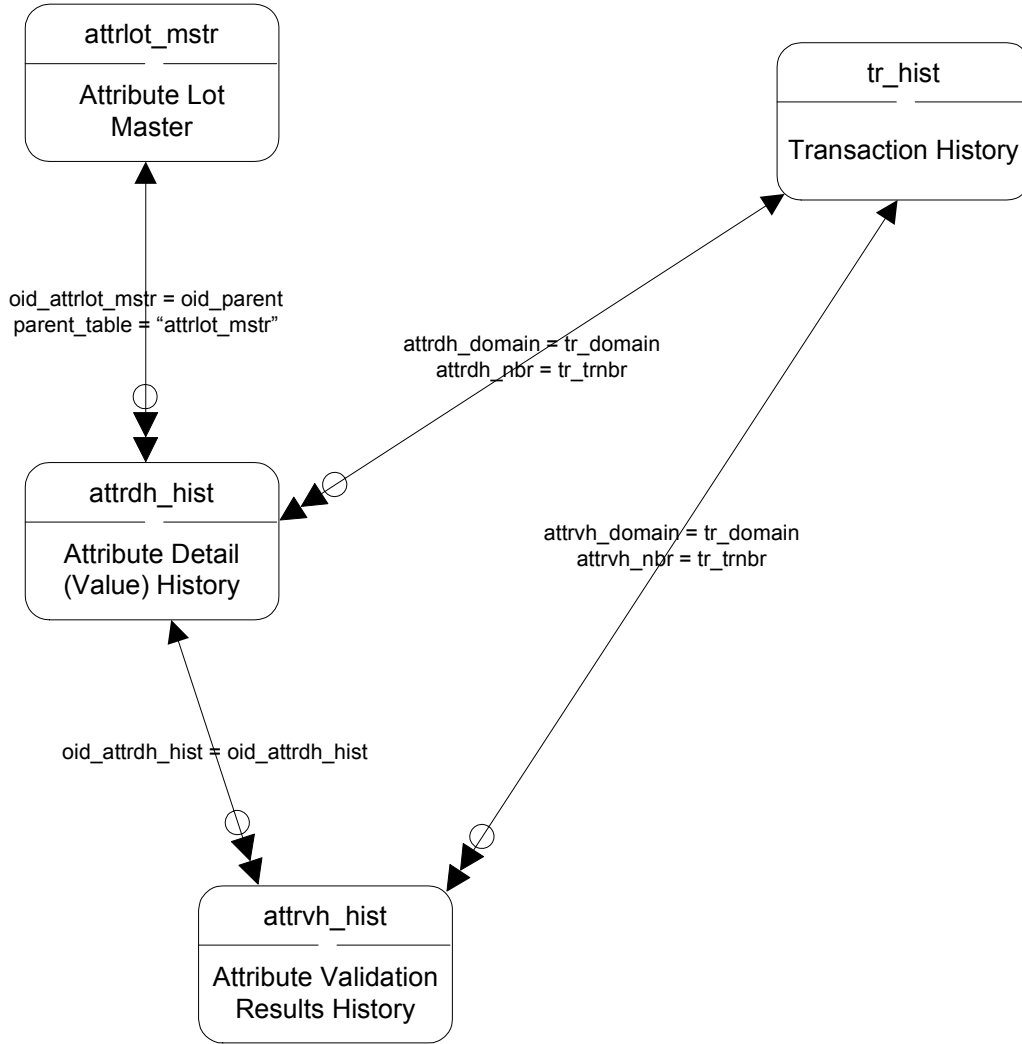 attrlot_mstr
Attribute Lot
Master
tr_hist
Transaction History
oid_attrlot_mstr = oid_parent
parent_table = “attrlot_mstr”
attrdh_domain = tr_domain
attrdh_nbr = tr_trnbr
attrdh_hist
Attribute Detail
(Value) History
attrvh_domain = tr_domain
attrvh_nbr = tr_trnbr
oid_attrdh_hist = oid_attrdh_hist
attrvh_hist
Attribute Validation
Results History